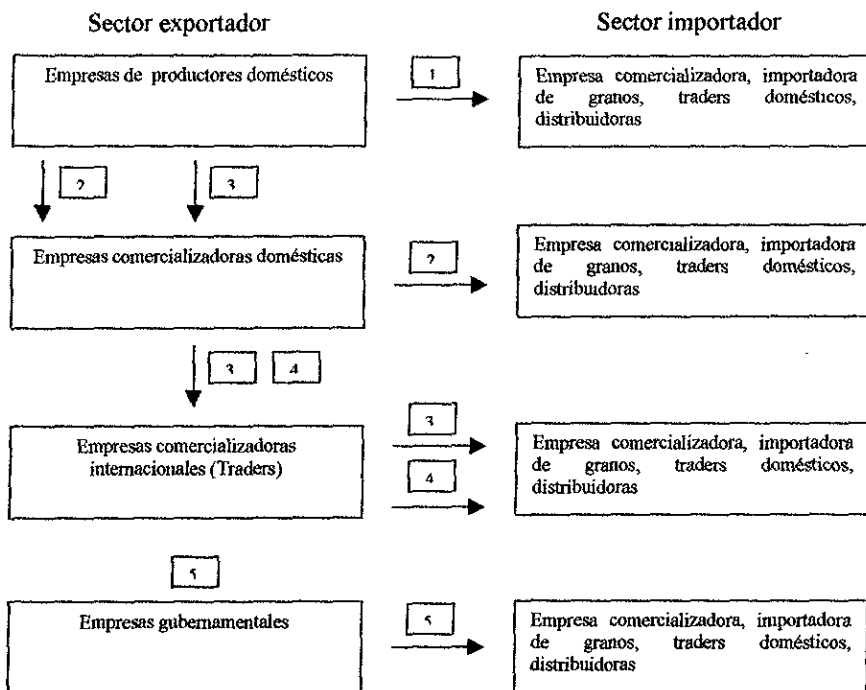 Sector exportador
Sector importador
Empresas de productores domésticos
1
Empresa comercializadora, importadora
de granos, traders domésticos,
distribuidoras
2
3
Empresas comercializadoras domésticas
2
Empresa comercializadora, importadora
de granos, traders domésticos,
distribuidoras
3
4
Empresas comercializadoras
internacionales (Traders)
3
4
Empresa comercializadora, importadora
de granos, traders domésticos,
distribuidoras
5
Empresas gubernamentales
5
Empresa comercializadora, importadora
de granos, traders domésticos,
distribuidoras